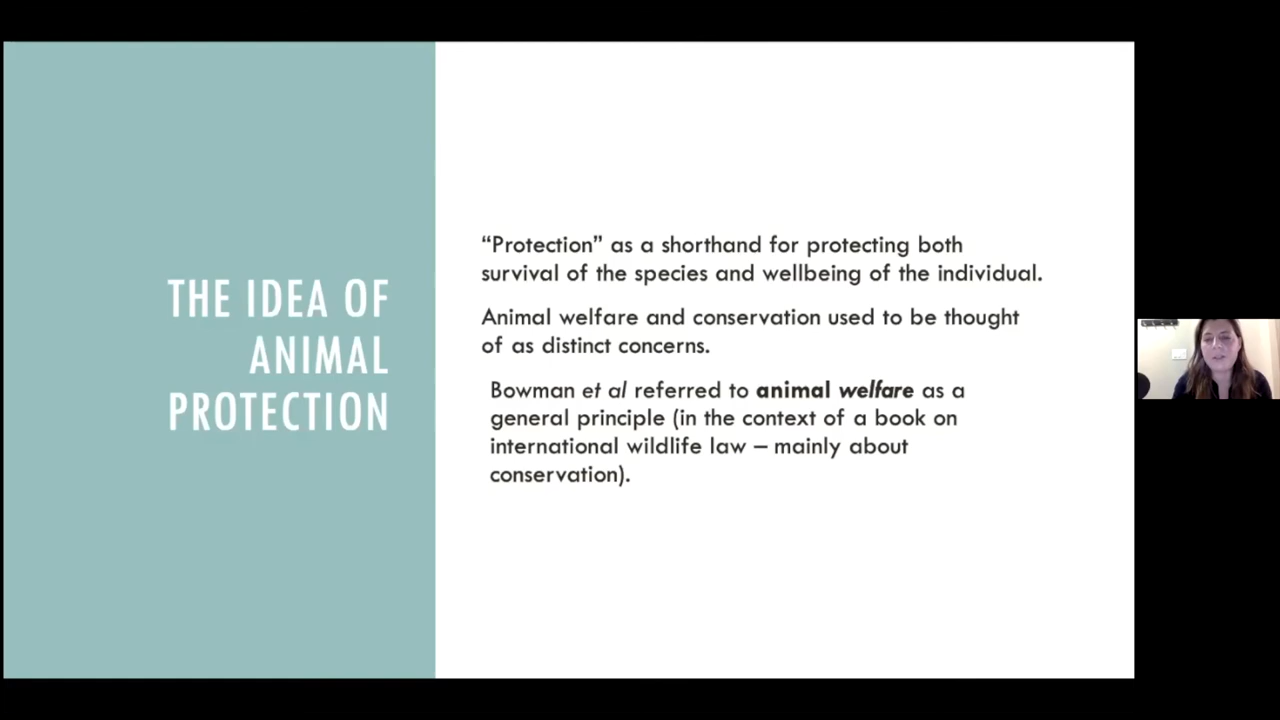 THE IDEA OF
ANIMAL
PROTECTION
“Protection” as a shorthand for protecting both
survival of the species and wellbeing of the individual.
Animal welfare and conservation used to be thought
of as distinct concerns.
Bowman et al referred to animal welfare as a
general principle (in the context of a book on
international wildlife law – mainly about
conservation).